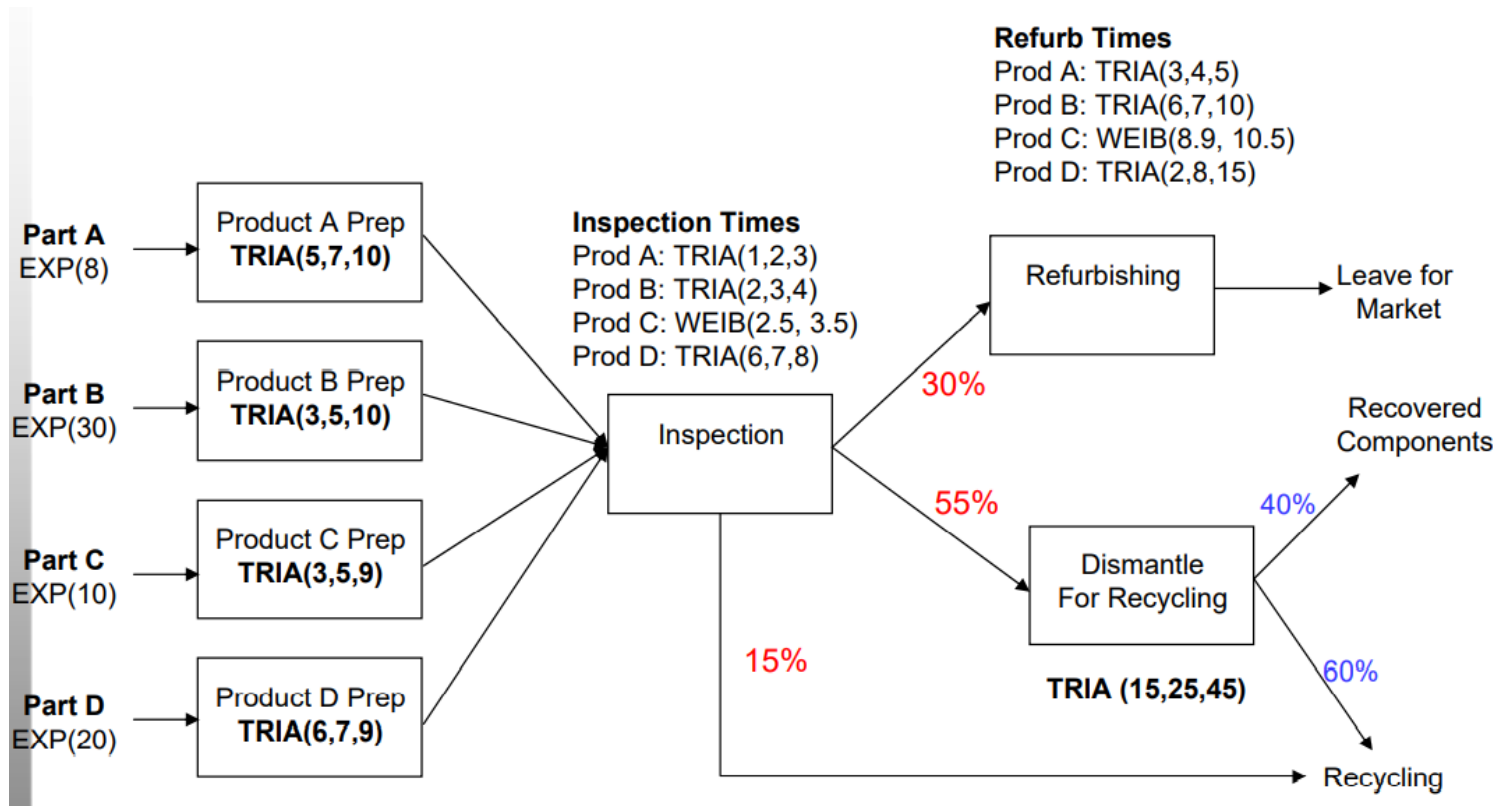 Refurb Times
Prod A: TRIA(3,4,5)
Prod B: TRIA(6,7,10)
Prod C: WEIB(8.9, 10.5)
Prod D: TRIA(2,8,15)
Part A
EXP(8)
Product A Prep
TRIA(5,7,10)
Inspection Times
Prod A: TRIA(1,2,3)
Prod B: TRIA(2,3,4)
Prod C: WEIB(2.5, 3.5)
Prod D: TRIA(6,7,8)
Refurbishing
Leave for
Market
Part B
EXP(30)
Product B Prep
TRIA(3,5,10)
Inspection
30%
Recovered
Components
55%
40%
Part C
EXP(10)
Product C Prep
TRIA(3,5,9)
Dismantle
For Recycling
15%
60%
TRIA (15,25,45)
Part D
EXP(20)
Product D Prep
TRIA(6,7,9)
Recycling